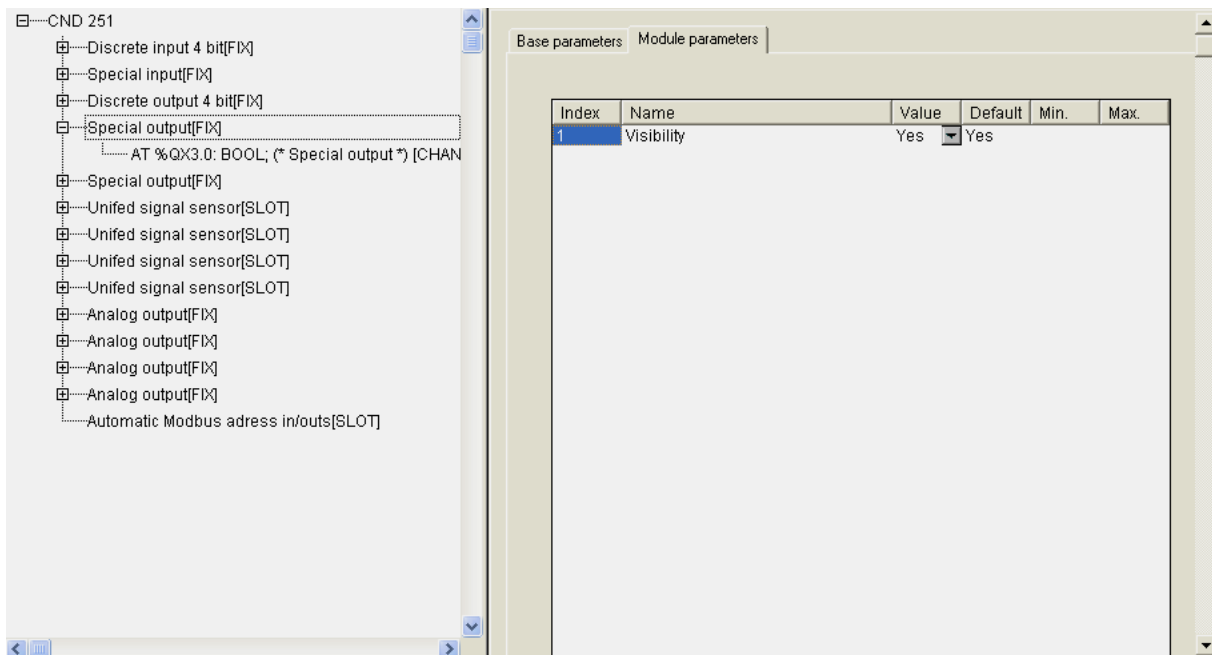 CND 251
Discrete input 4 bit[FIX]
Special input[FIX]
Discrete output 4 bit[FIX]
Special output[FIX]
AT %QX3.0: BOOL; (* Special output *) [CHAN
Special output[FIX]
Unifed signal sensor[SLOT]
Unifed signal sensor[SLOT]
Unifed signal sensor[SLOT]
Unifed signal sensor[SLOT]
Analog output[FIX]
Analog output[FIX]
Analog output[FIX]
Analog output[FIX]
Automatic Modbus adress in/outs[SLOT]
Base parameters Module parameters
Index Name Value Default Min. Max.
1 Visibility Yes Yes